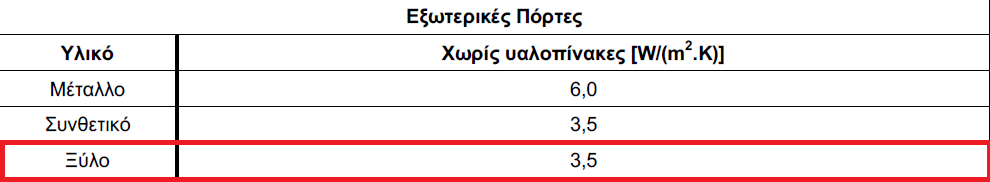 Εξωτερικές Πόρτες
Υλικό Χωρίς υαλοπίνακες [W/(m².K)]
Μέταλλο 6,0
Συνθετικό 3,5
Ξύλο 3,5